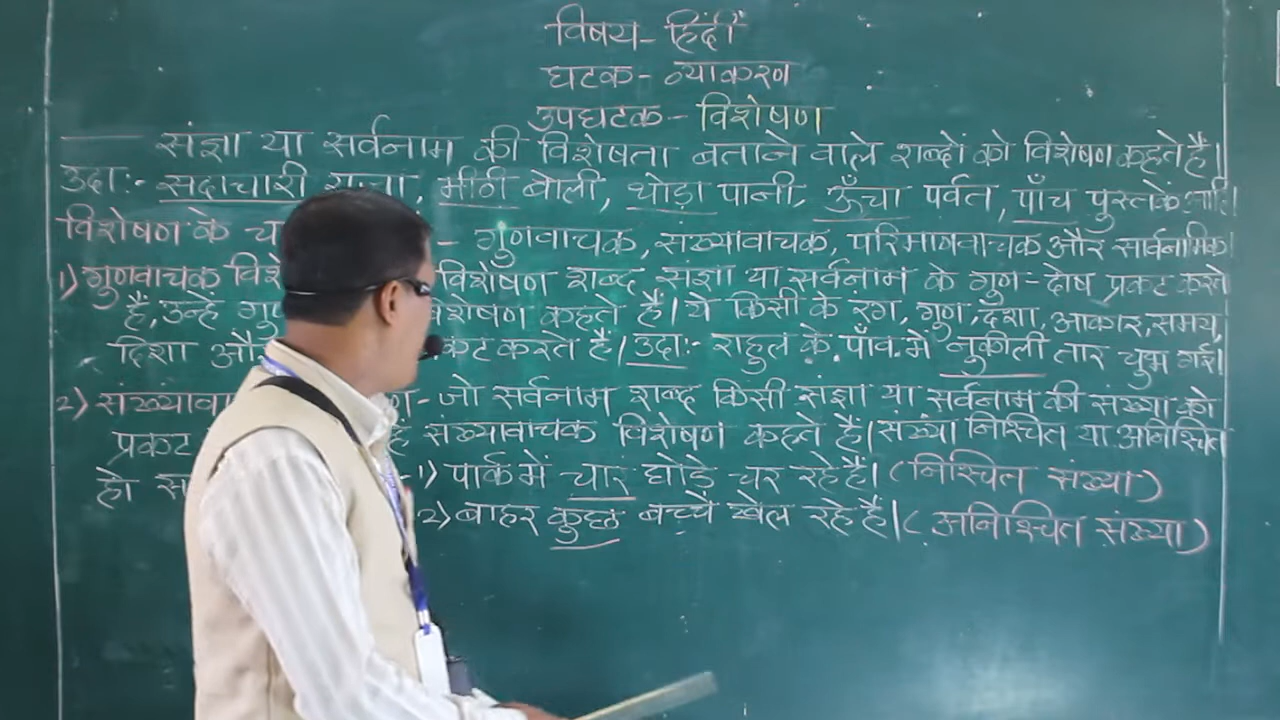 विषय- हिंदी
घटक- व्याकरण
उपघटक- विशेषण
संज्ञा या सर्वनाम की विशेषता बताने वाले शब्दों को विशेषण कहते हैं।
उदा:- सदाचारी राजा, मीठी बोली, थोड़ा पानी, ऊँचा पर्वत, पाँच पुस्तकें आदि।
विशेषण के - गुणवाचक, संख्यावाचक, परिमाणवाचक और सार्वनामिक।
1) गुणवाचक विशेषण शब्द संज्ञा या सर्वनाम के गुण-दोष प्रकट करते
हैं, उन्हे विशेषण कहते हैं। ये किसी के रंग, गुण, दशा, आकार, समय,
दिशा करते हैं। उदा:- राहुल के पाँव में नुकीली तार चुभ गई।
2) - जो सर्वनाम शब्द किसी संज्ञा या सर्वनाम की संख्या को
प्रकट संख्यावाचक विशेषण कहते हैं। संख्या निश्चित या अनिश्चित
हो 1) पार्क में चार घोड़े चर रहे हैं। (निश्चित संख्या)
2) बाहर कुछ बच्चें खेल रहे हैं। (अनिश्चित संख्या)